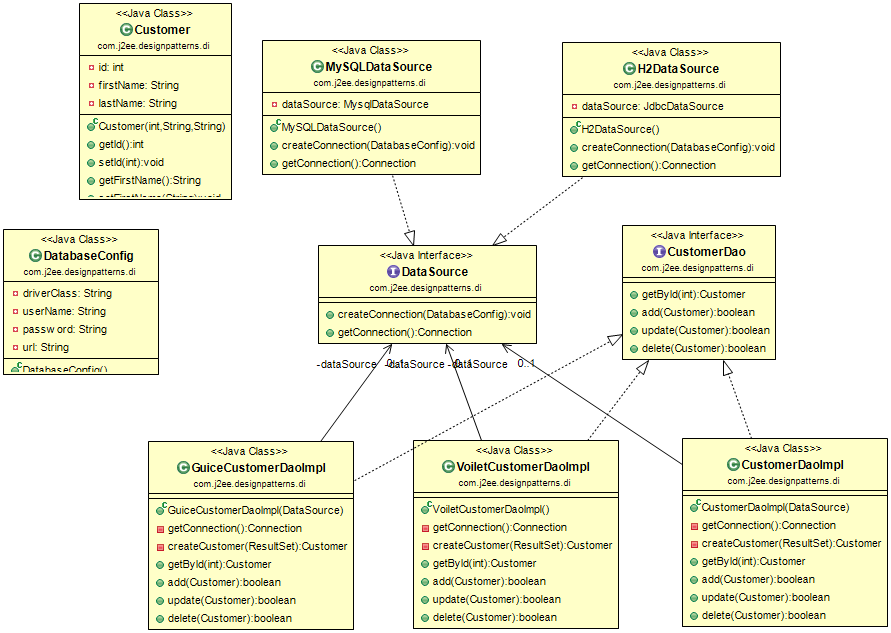 <<Java Class>>
Customer
com.j2ee.designpatterns.di
id: int
firstName: String
lastName: String
Customer(int,String,String)
getId():int
setId(int):void
getFirstName():String
setFirstName(String):void
<<Java Class>>
MySQLDataSource
com.j2ee.designpatterns.di
dataSource: MysqlDataSource
MySQLDataSource()
createConnection(DatabaseConfig):void
getConnection():Connection
<<Java Class>>
H2DataSource
com.j2ee.designpatterns.di
dataSource: JdbcDataSource
H2DataSource()
createConnection(DatabaseConfig):void
getConnection():Connection
<<Java Class>>
DatabaseConfig
com.j2ee.designpatterns.di
driverClass: String
userName: String
password: String
url: String
DatabaseConfig()
<<Java Interface>>
DataSource
com.j2ee.designpatterns.di
createConnection(DatabaseConfig):void
getConnection():Connection
<<Java Interface>>
CustomerDao
com.j2ee.designpatterns.di
getById(int):Customer
add(Customer):boolean
update(Customer):boolean
delete(Customer):boolean
-dataSource 0..1
-dataSource 0..1
-dataSource 0..1
<<Java Class>>
GuiceCustomerDaoImpl
com.j2ee.designpatterns.di
GuiceCustomerDaoImpl(DataSource)
getConnection():Connection
createCustomer(ResultSet):Customer
getById(int):Customer
add(Customer):boolean
update(Customer):boolean
delete(Customer):boolean
<<Java Class>>
VoiletCustomerDaoImpl
com.j2ee.designpatterns.di
VoiletCustomerDaoImpl()
getConnection():Connection
createCustomer(ResultSet):Customer
getById(int):Customer
add(Customer):boolean
update(Customer):boolean
delete(Customer):boolean
<<Java Class>>
CustomerDaoImpl
com.j2ee.designpatterns.di
CustomerDaoImpl(DataSource)
getConnection():Connection
createCustomer(ResultSet):Customer
getById(int):Customer
add(Customer):boolean
update(Customer):boolean
delete(Customer):boolean